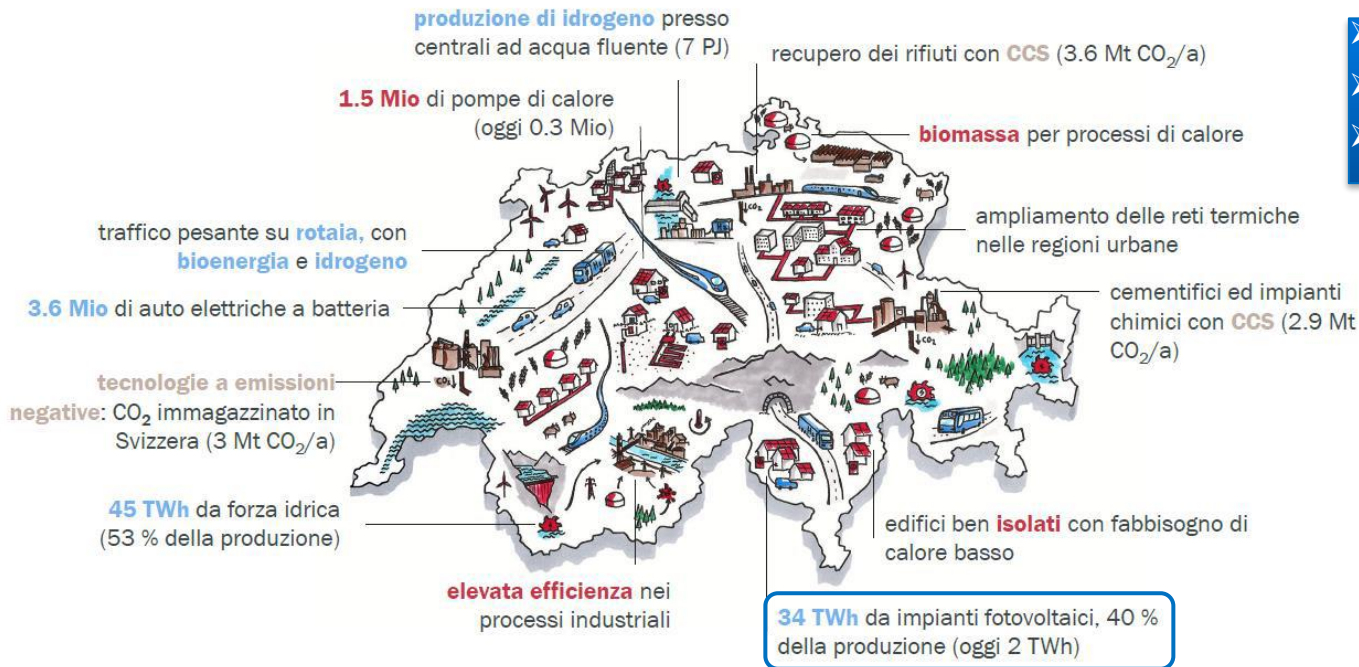 produzione di idrogeno presso
centrali ad acqua fluente (7 PJ)
recupero dei rifiuti con CCS (3.6 Mt CO₂/a)
1.5 Mio di pompe di calore
(oggi 0.3 Mio)
biomassa per processi di calore
traffico pesante su rotaia, con
bioenergia e idrogeno
ampliamento delle reti termiche
nelle regioni urbane
3.6 Mio di auto elettriche a batteria
cementifici ed impianti
chimici con CCS (2.9 Mt
CO₂/a)
tecnologie a emissioni
negative: CO₂ immagazzinato in
Svizzera (3 Mt CO₂/a)
45 TWh da forza idrica
(53 % della produzione)
edifici ben isolati con fabbisogno di
calore basso
elevata efficienza nei
processi industriali
34 TWh da impianti fotovoltaici, 40 %
della produzione (oggi 2 TWh)
CO₂
CO₂
CO₂